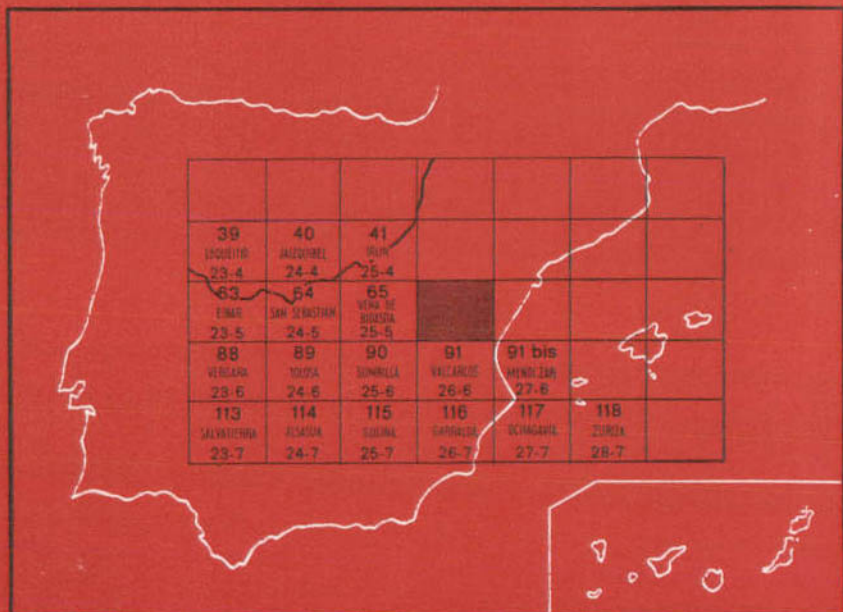 39 40 41
LEQUEITIO JAIZQUIBEL IRUN
23-4 24-4 25-4
63 64 65
EIBAR SAN SEBASTIAN VERA DE BIDASOA
23-5 24-5 25-5
88 89 90 91 91 bis
VERGARA TOLOSA SUMBILLA VALCARLOS MENDIZAR
23-6 24-6 25-6 26-6 27-6
113 114 115 116 117 118
SALVATIERRA ALSASUA GULINA GARRALDA OCHAGAVIA ZURIZA
23-7 24-7 25-7 26-7 27-7 28-7